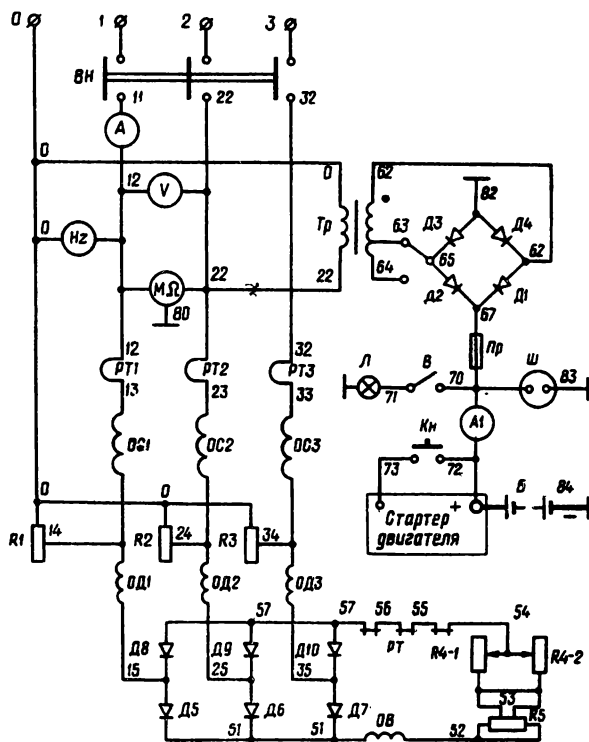 0 1 2 3
ВН 11 22 32
А
0 0 62
12 V Тр 82
0 Hz Д3 Д4
63 65 62
22 22 64 Д2 Д1
МΩ 80 67
Пр
12 32 Л В 70 Ш 83
РТ1 РТ2 РТ3 71
13 23 33 А1
Кн
ОС1 ОС2 ОС3 73 72
+ Б 84
0 0 Стартер
двигателя
R1 14 R2 24 R3 34
ОД1 ОД2 ОД3
57 57 56 55 54
Д8 Д9 Д10 РТ R4-1 R4-2
15 25 35
53
Д5 Д6 Д7 R5
51 51 ОВ 52